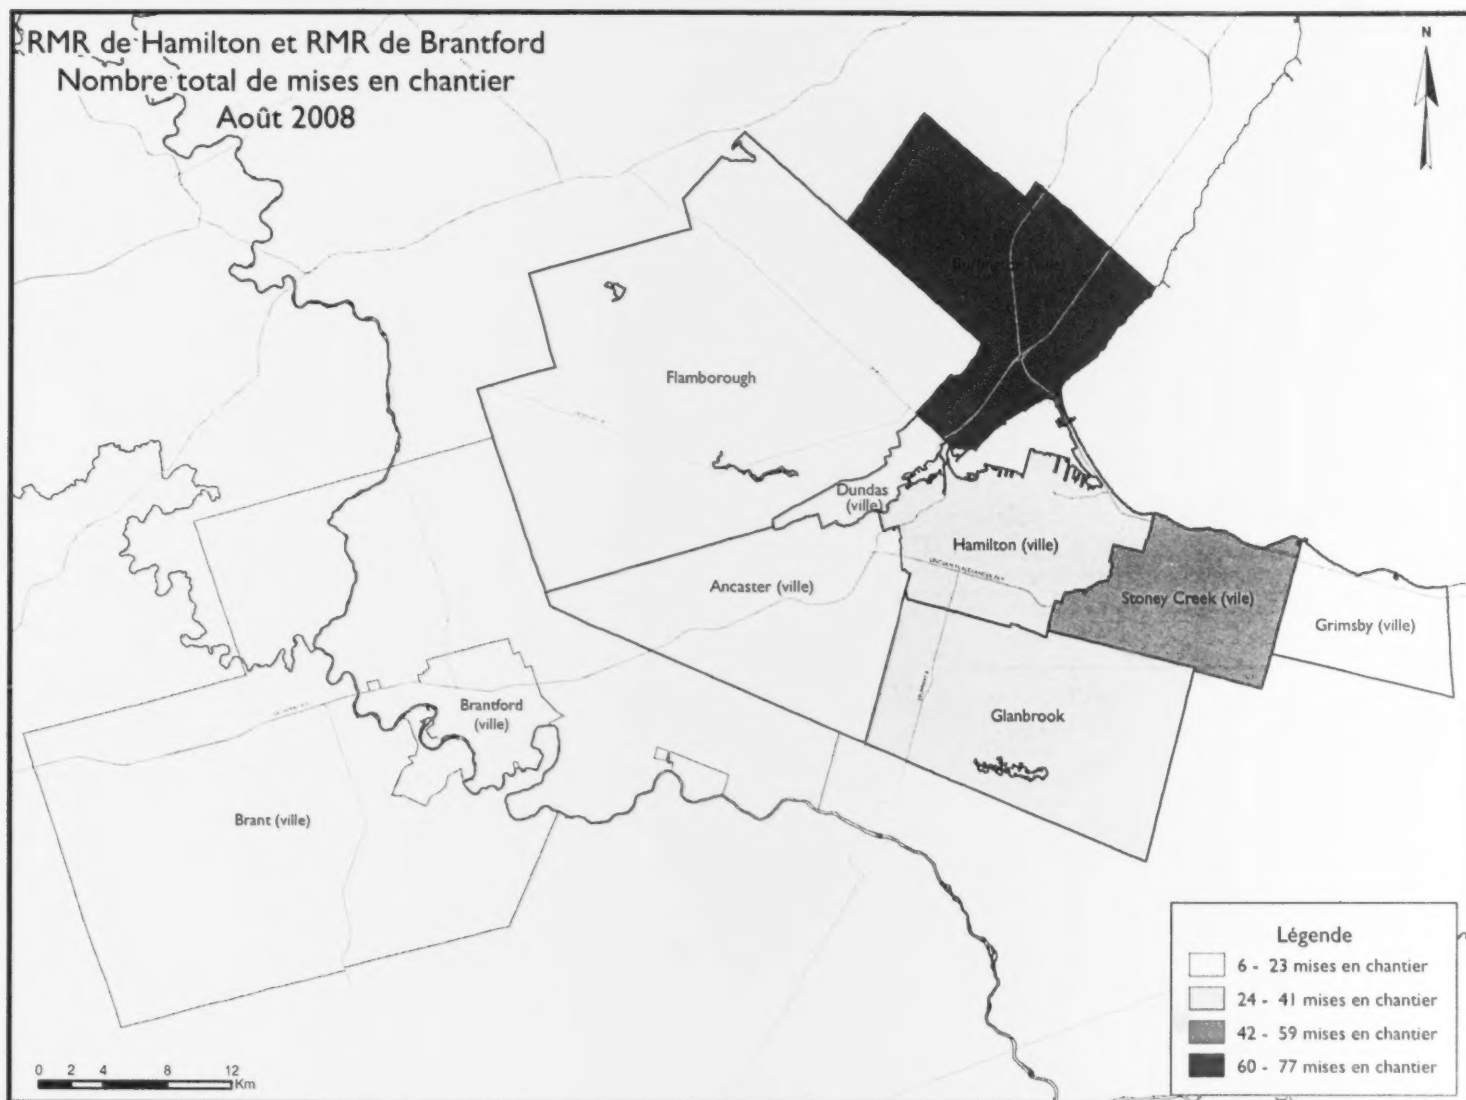 RMR de Hamilton et RMR de Brantford
Nombre total de mises en chantier
Août 2008
N
Burlington (ville)
Flamborough
Dundas
(ville)
Hamilton (ville)
Ancaster (ville)
Stoney Creek (vile)
Grimsby (ville)
Brantford
(ville)
Glanbrook
Brant (ville)
Légende
6 - 23 mises en chantier
24 - 41 mises en chantier
42 - 59 mises en chantier
60 - 77 mises en chantier
0 2 4 8 12
Km